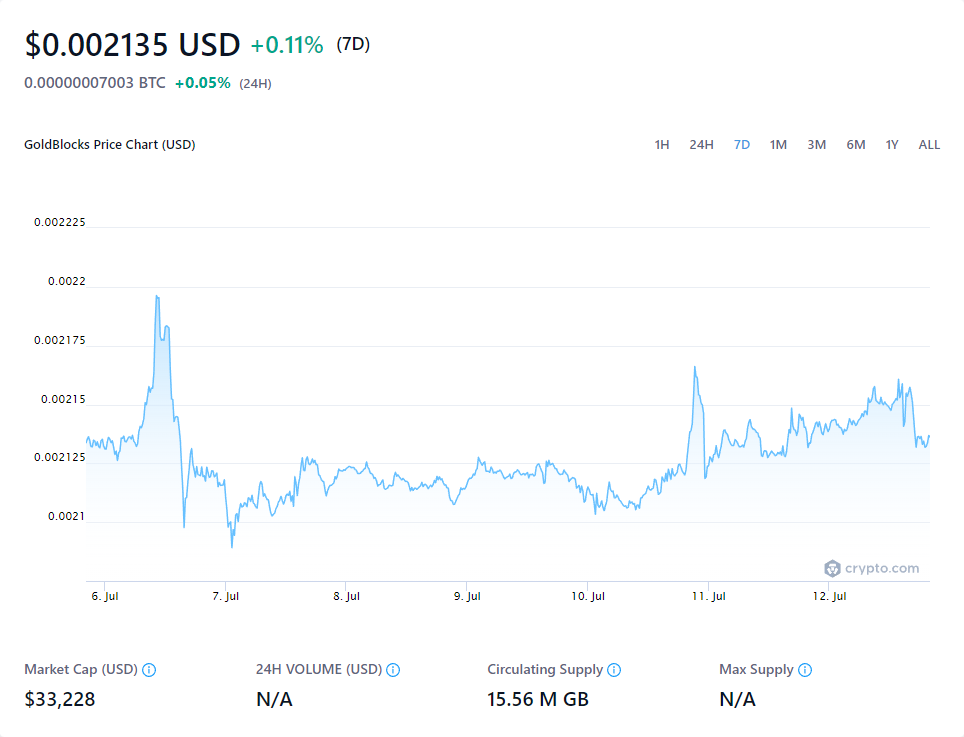 $0.002135 USD +0.11% (7D)
0.00000007003 BTC +0.05% (24H)
GoldBlocks Price Chart (USD) 1H 24H 7D 1M 3M 6M 1Y ALL
0.002225
0.0022
0.002175
0.00215
0.002125
0.0021
crypto.com
6. Jul 7. Jul 8. Jul 9. Jul 10. Jul 11. Jul 12. Jul
Market Cap (USD) 24H VOLUME (USD) Circulating Supply Max Supply
$33,228 N/A 15.56 M GB N/A